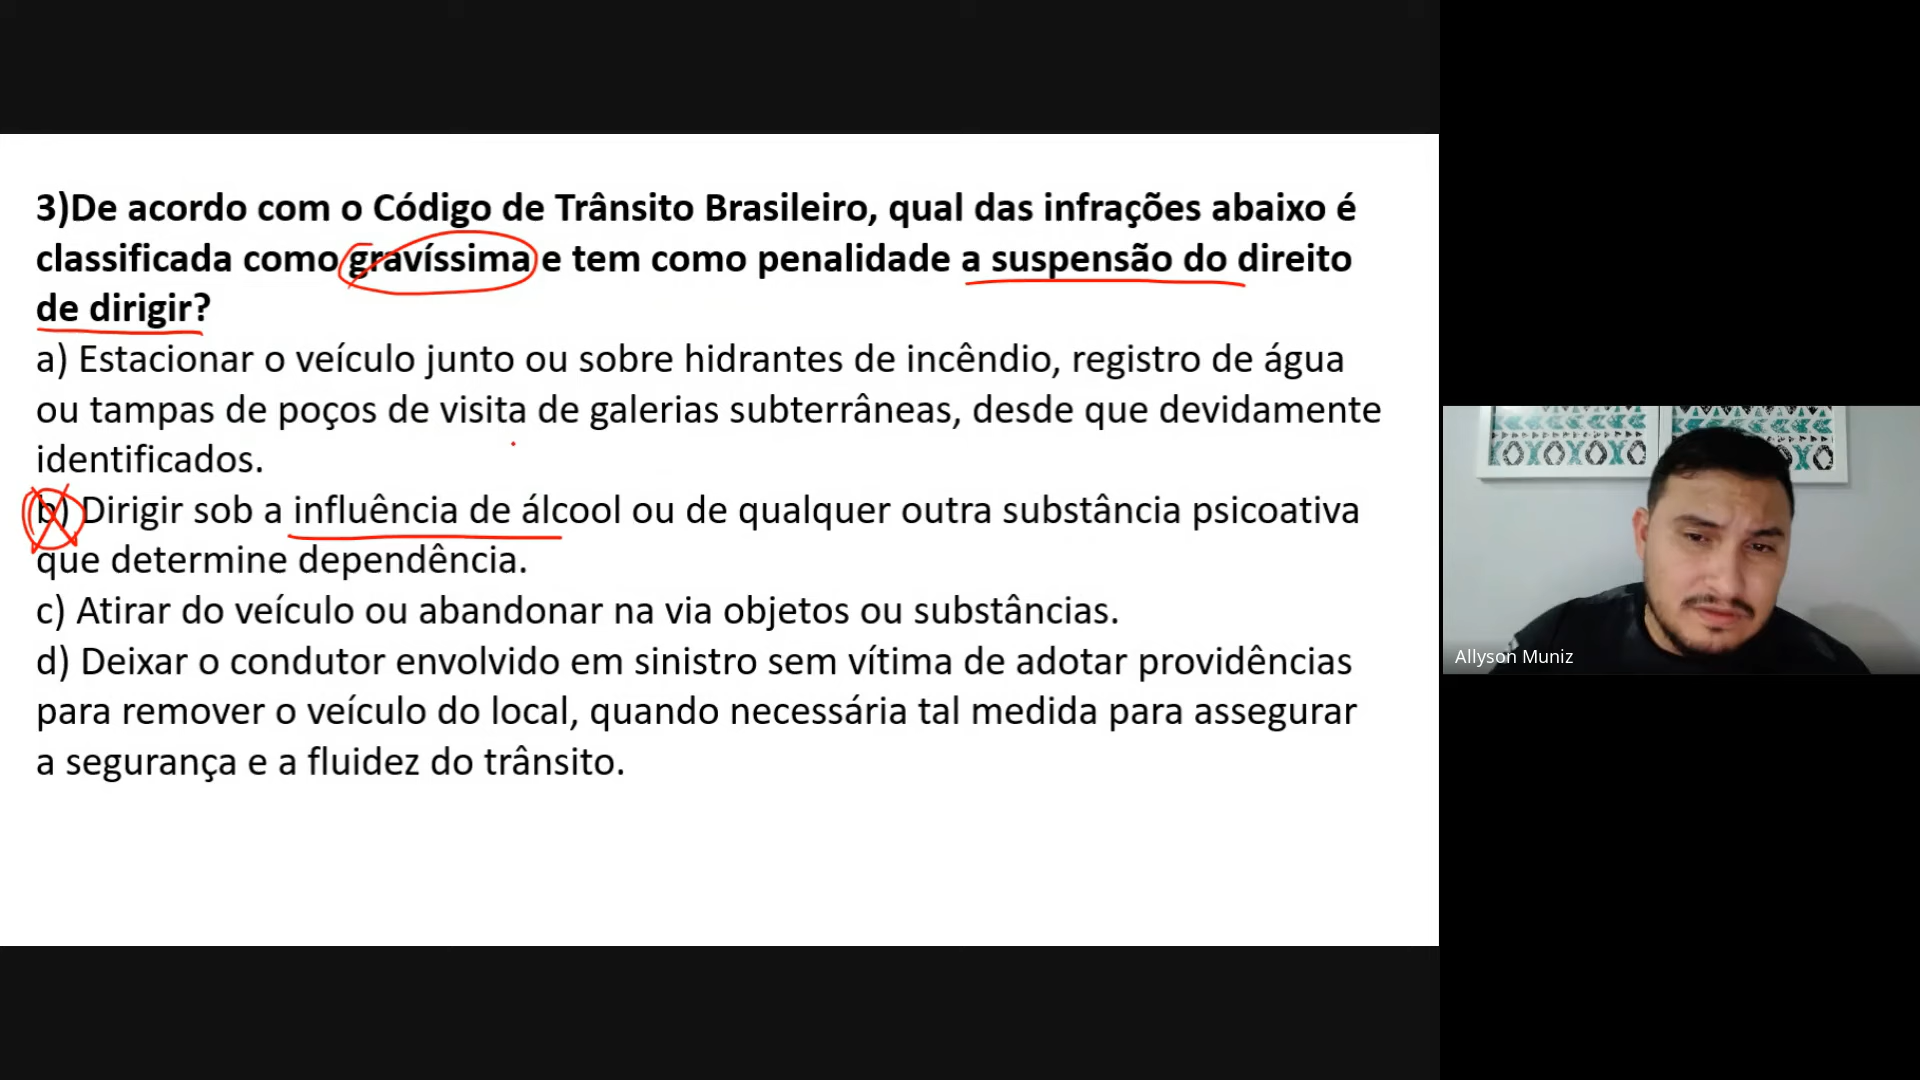 3)De acordo com o Código de Trânsito Brasileiro, qual das infrações abaixo é
classificada como gravíssima e tem como penalidade a suspensão do direito
de dirigir?
a) Estacionar o veículo junto ou sobre hidrantes de incêndio, registro de água
ou tampas de poços de visita de galerias subterrâneas, desde que devidamente
identificados.
b) Dirigir sob a influência de álcool ou de qualquer outra substância psicoativa
que determine dependência.
c) Atirar do veículo ou abandonar na via objetos ou substâncias.
d) Deixar o condutor envolvido em sinistro sem vítima de adotar providências
para remover o veículo do local, quando necessária tal medida para assegurar
a segurança e a fluidez do trânsito.
Allyson Muniz